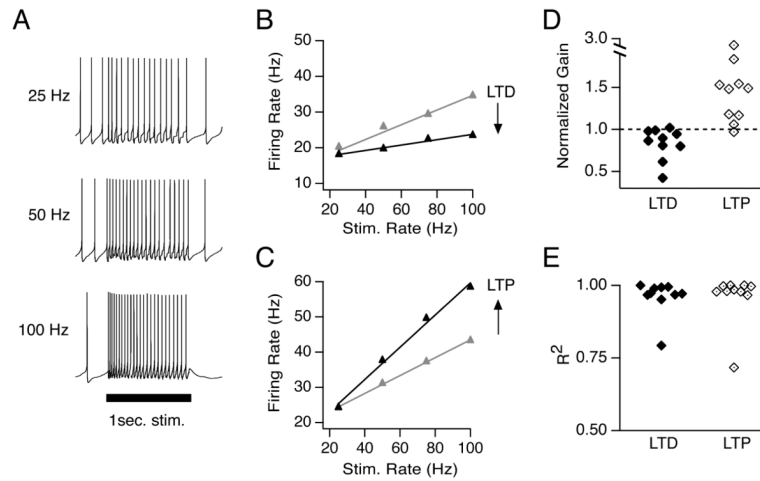 A
25 Hz
50 Hz
100 Hz
1sec. stim.
B
Firing Rate (Hz)
50
40
30
20
10
20 40 60 80 100
Stim. Rate (Hz)
LTD
C
Firing Rate (Hz)
60
50
40
30
20
20 40 60 80 100
Stim. Rate (Hz)
LTP
D
Normalized Gain
3.0
1.5
1.0
0.5
LTD LTP
E
R2
1.00
0.75
0.50
LTD LTP